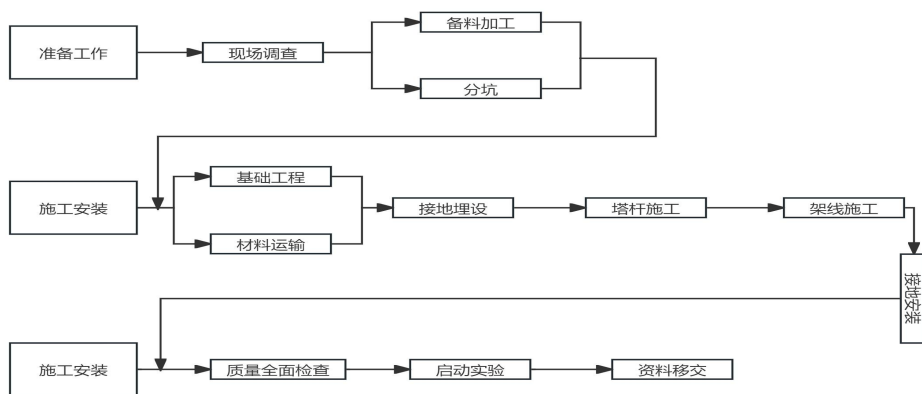 准备工作
现场调查
备料加工
分坑
施工安装
基础工程
材料运输
接地埋设
塔杆施工
架线施工
接地安装
施工安装
质量全面检查
启动实验
资料移交